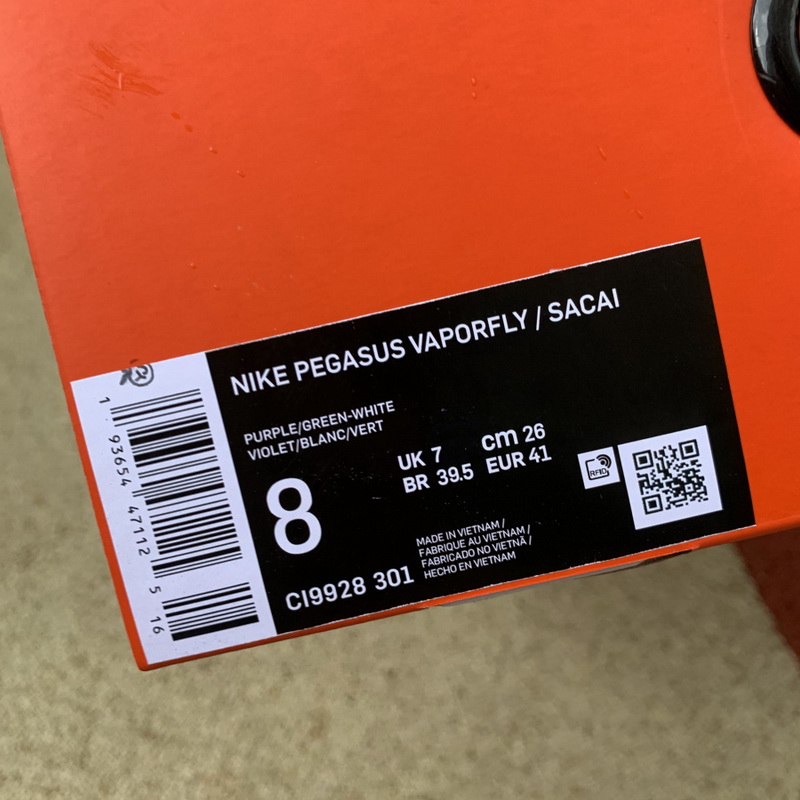 NIKE PEGASUS VAPORFLY / SACAI
PURPLE/GREEN-WHITE
VIOLET/BLANC/VERT
8
UK 7
cm 26
BR 39.5
EUR 41
RFID
CI9928 301
MADE IN VIETNAM /
FABRIQUE AU VIETNAM /
FABRICADO NO VIETNÃ /
HECHO EN VIETNAM
1 93654 47112 5 16